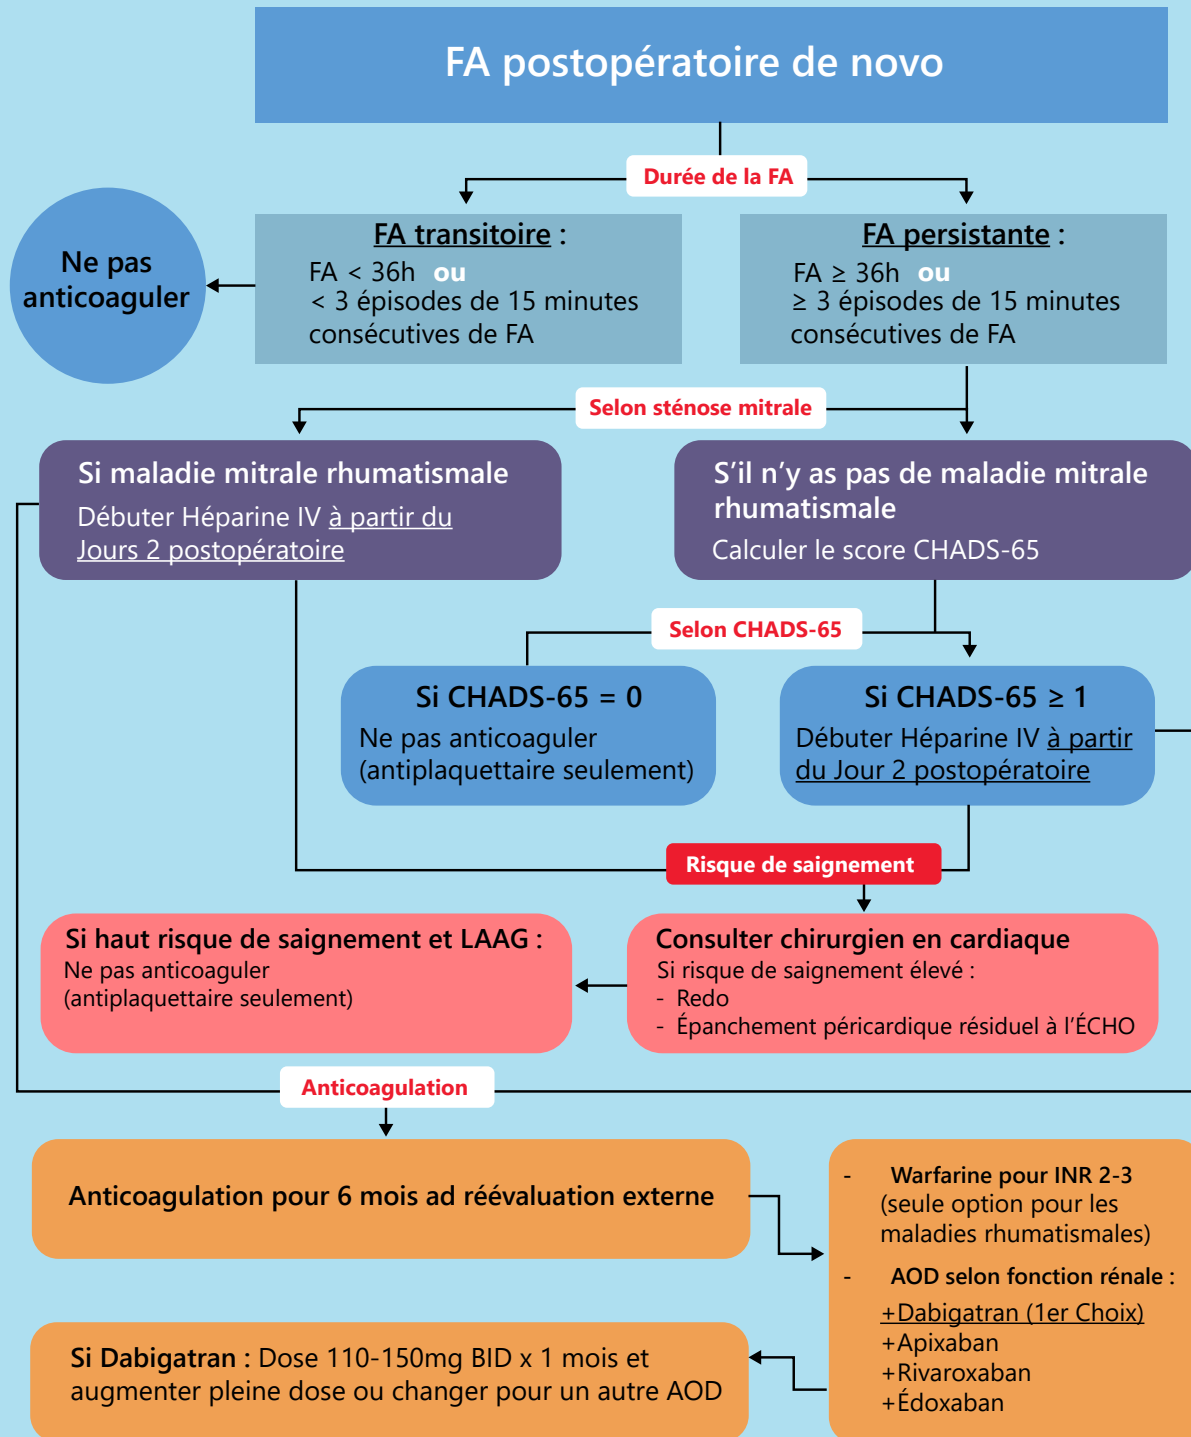 FA postopératoire de novo
Durée de la FA
Ne pas
anticoaguler
FA transitoire :
FA < 36h ou
< 3 épisodes de 15 minutes
consécutives de FA
FA persistante :
FA ≥ 36h ou
≥ 3 épisodes de 15 minutes
consécutives de FA
Selon sténose mitrale
Si maladie mitrale rhumatismale
Débuter Héparine IV à partir du
Jours 2 postopératoire
S'il n'y as pas de maladie mitrale
rhumatismale
Calculer le score CHADS-65
Selon CHADS-65
Si CHADS-65 = 0
Ne pas anticoaguler
(antiplaquettaire seulement)
Si CHADS-65 ≥ 1
Débuter Héparine IV à partir
du Jour 2 postopératoire
Risque de saignement
Si haut risque de saignement et LAAG :
Ne pas anticoaguler
(antiplaquettaire seulement)
Consulter chirurgien en cardiaque
Si risque de saignement élevé :
- Redo
- Épanchement péricardique résiduel à l'ÉCHO
Anticoagulation
Anticoagulation pour 6 mois ad réévaluation externe
- Warfarine pour INR 2-3
(seule option pour les
maladies rhumatismales)
- AOD selon fonction rénale :
+Dabigatran (1er Choix)
+Apixaban
+Rivaroxaban
+Édoxaban
Si Dabigatran : Dose 110-150mg BID x 1 mois et
augmenter pleine dose ou changer pour un autre AOD